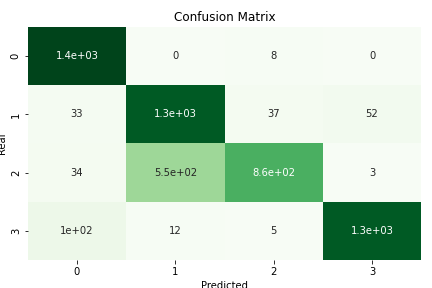 Confusion Matrix
0 1.4e+03 0 8 0
1 33 1.3e+03 37 52
2 34 5.5e+02 8.6e+02 3
3 1e+02 12 5 1.3e+03
0 1 2 3
Real
Predicted